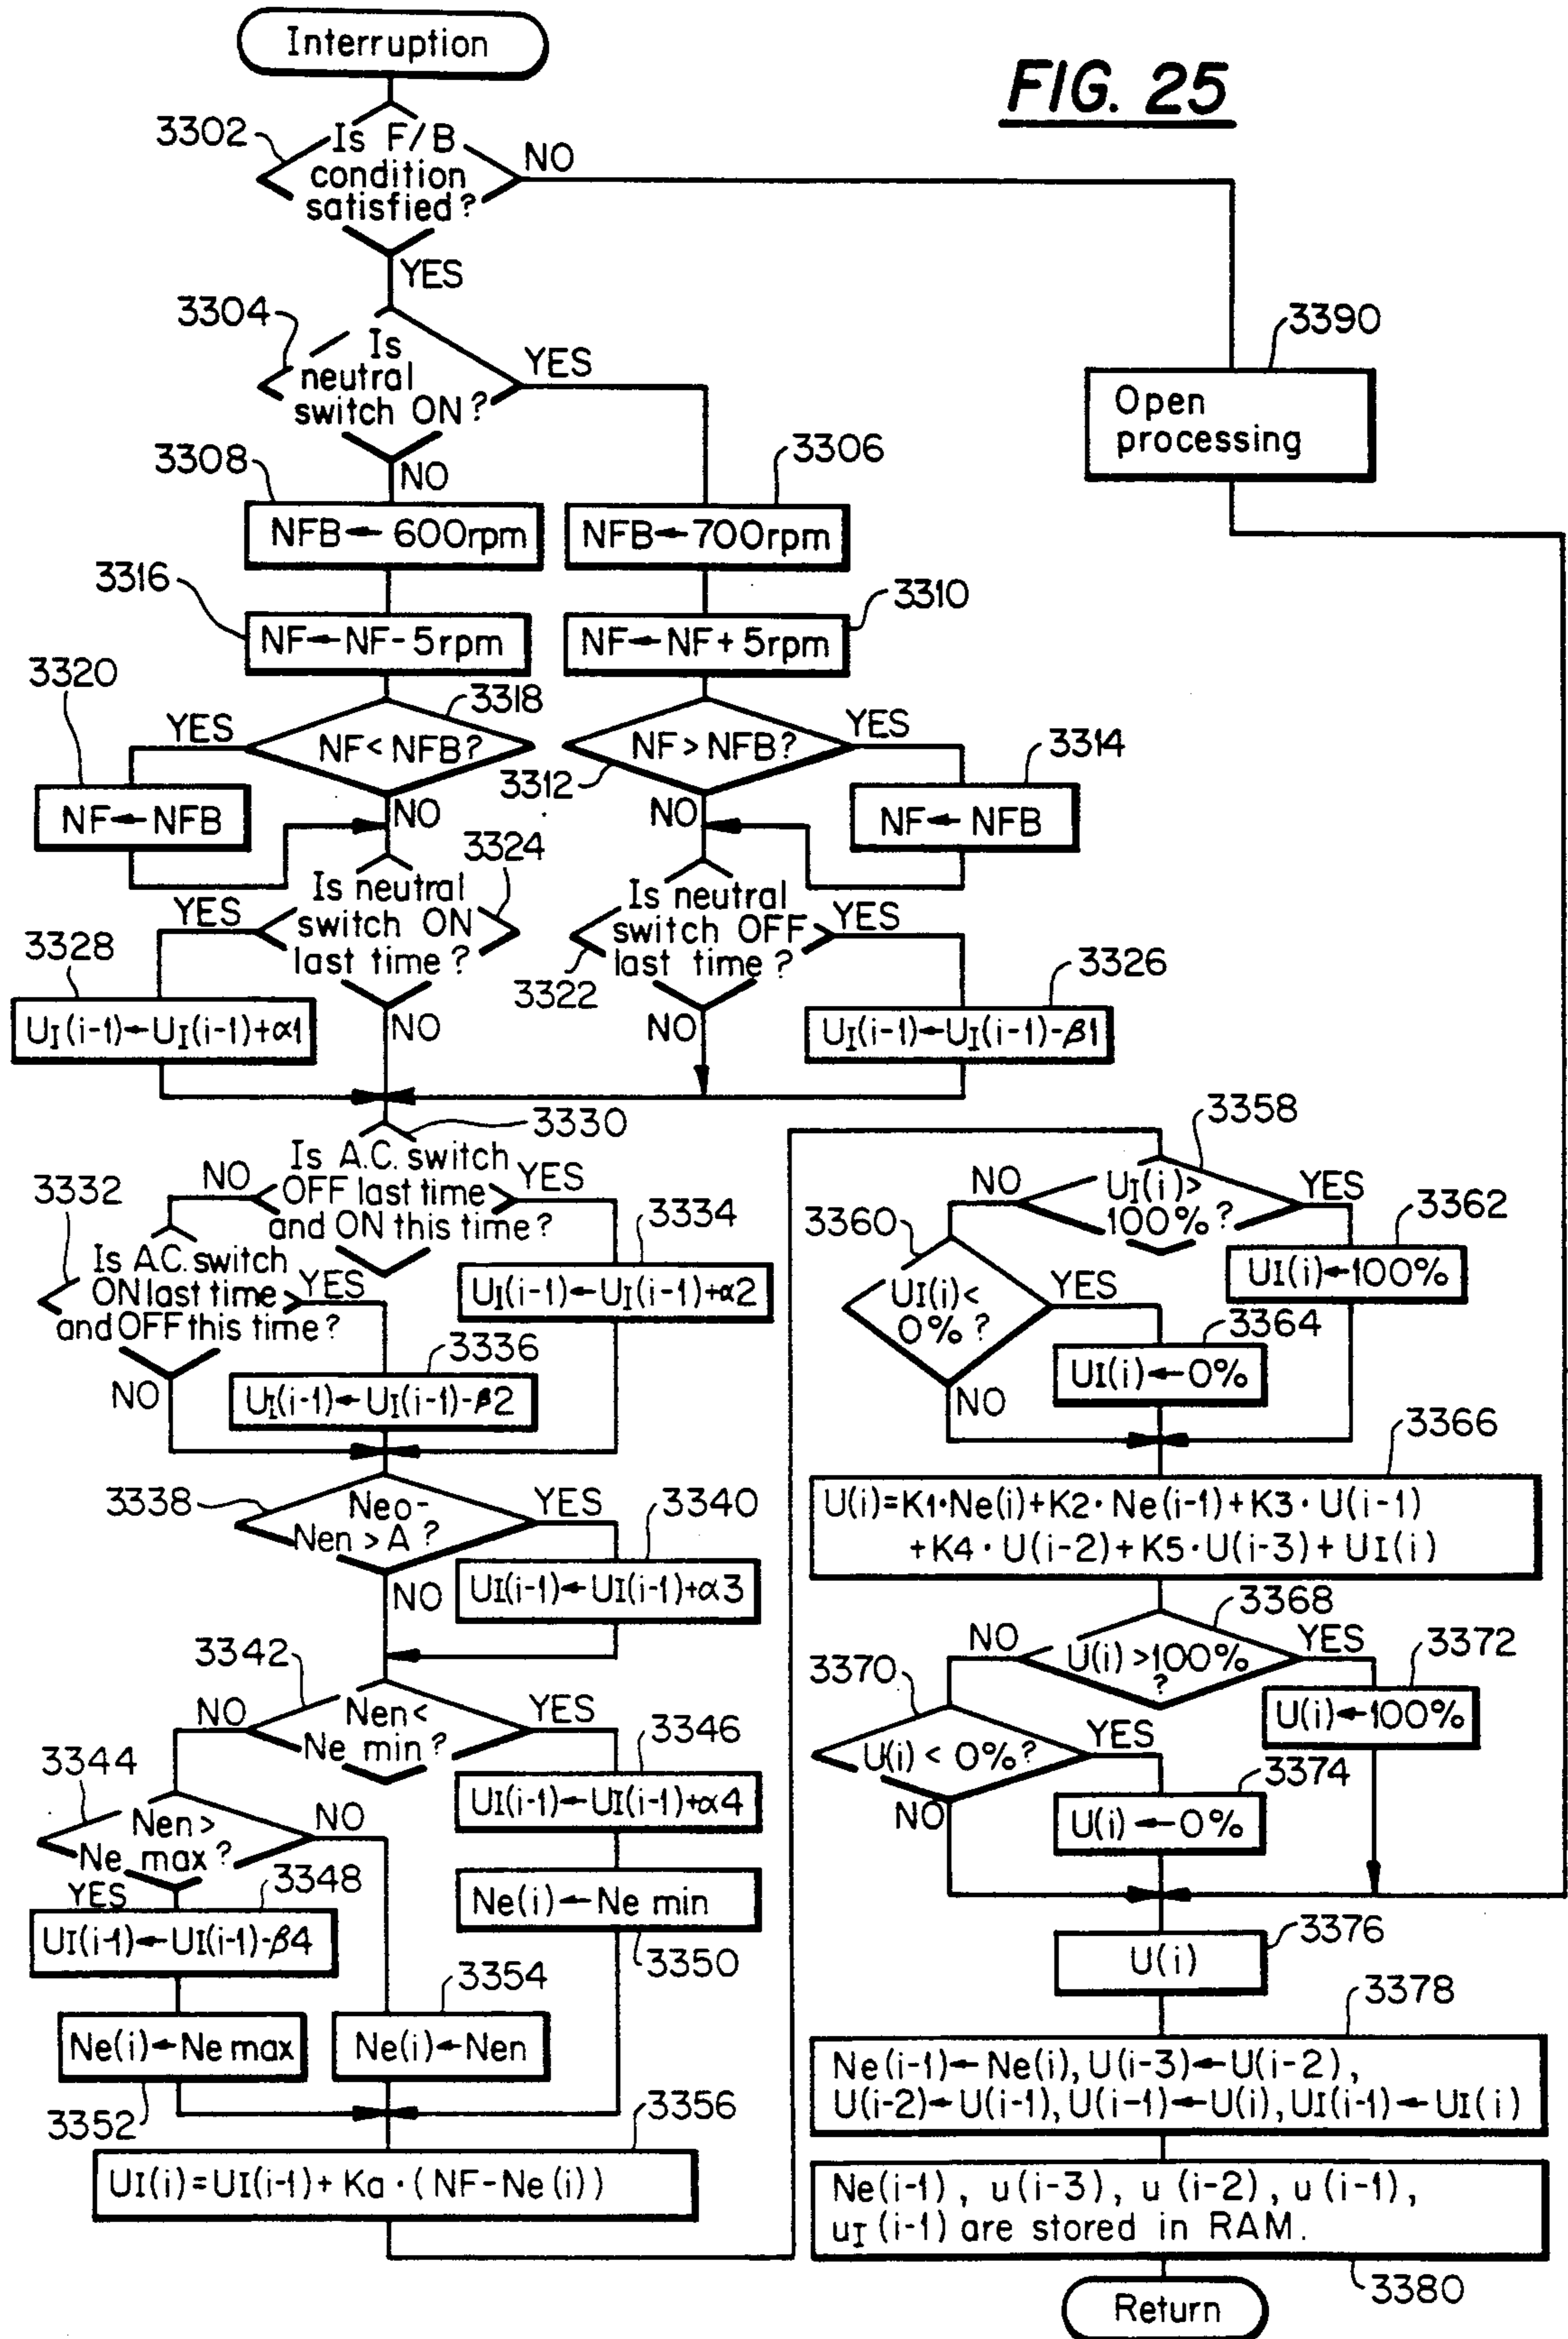 Interruption
FIG. 25
3302
Is F/B
condition
satisfied?
NO
YES
3304
Is
neutral
switch ON?
YES
NO
3390
Open
processing
3308
NFB←600rpm
3306
NFB←700rpm
3316
NF←NF-5rpm
3310
NF←NF+5rpm
3320
YES
3318
NF<NFB?
NO
NF←NFB
3312
NF>NFB?
YES
NO
3314
NF←NFB
3324
Is neutral
switch ON
last time?
YES
NO
3328
UI(i-1)←UI(i-1)+α1
Is neutral
switch OFF
last time?
3322
YES
NO
3326
UI(i-1)←UI(i-1)-β1
3330
Is A.C. switch
OFF last time
and ON this time?
NO
YES
3332
Is A.C. switch
ON last time
and OFF this time?
YES
NO
3334
UI(i-1)←UI(i-1)+α2
3336
UI(i-1)←UI(i-1)-β2
3338
Neo-
Nen>A?
YES
NO
3340
UI(i-1)←UI(i-1)+α3
3342
Nen<
Ne min?
NO
YES
3344
Nen>
Ne max?
NO
YES
3346
UI(i-1)←UI(i-1)+α4
3348
UI(i-1)←UI(i-1)-β4
Ne(i)←Ne min
3350
3354
Ne(i)←Ne max
3352
Ne(i)←Nen
3356
UI(i)=UI(i-1)+Ka·(NF-Ne(i))
3358
UI(i)>
100%?
NO
YES
3360
UI(i)<
0%?
YES
NO
3362
UI(i)←100%
3364
UI(i)←0%
3366
U(i)=K1·Ne(i)+K2·Ne(i-1)+K3·U(i-1)
+K4·U(i-2)+K5·U(i-3)+UI(i)
3368
U(i)>100%
?
NO
YES
3370
U(i)<0%?
YES
NO
3372
U(i)←100%
3374
U(i)←0%
3376
U(i)
3378
Ne(i-1)←Ne(i),U(i-3)←U(i-2),
U(i-2)←U(i-1),U(i-1)←U(i),UI(i-1)←UI(i)
Ne(i-1), u(i-3), u(i-2), u(i-1),
uI(i-1) are stored in RAM.
3380
Return